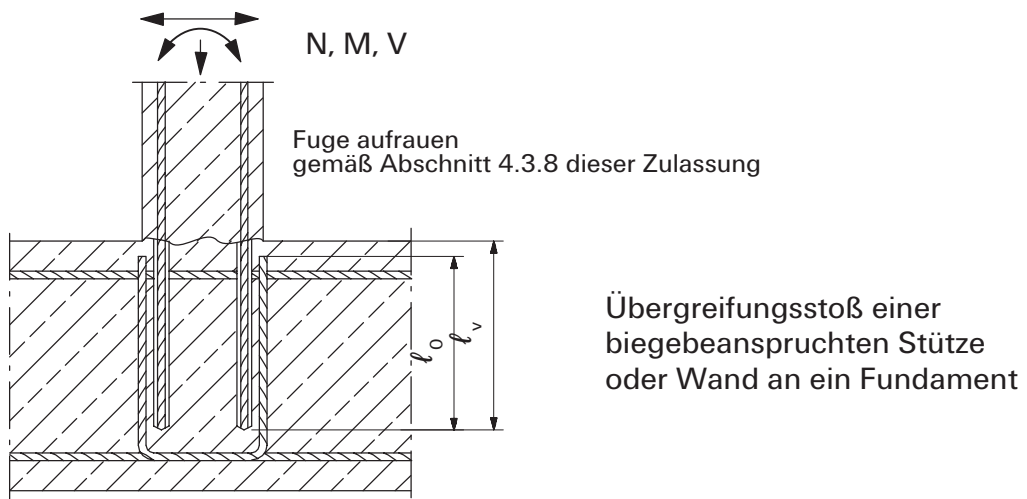 N, M, V
Fuge aufrauen
gemäß Abschnitt 4.3.8 dieser Zulassung
ℓ₀
ℓᵥ
Übergreifungsstoß einer
biegebeanspruchten Stütze
oder Wand an ein Fundament